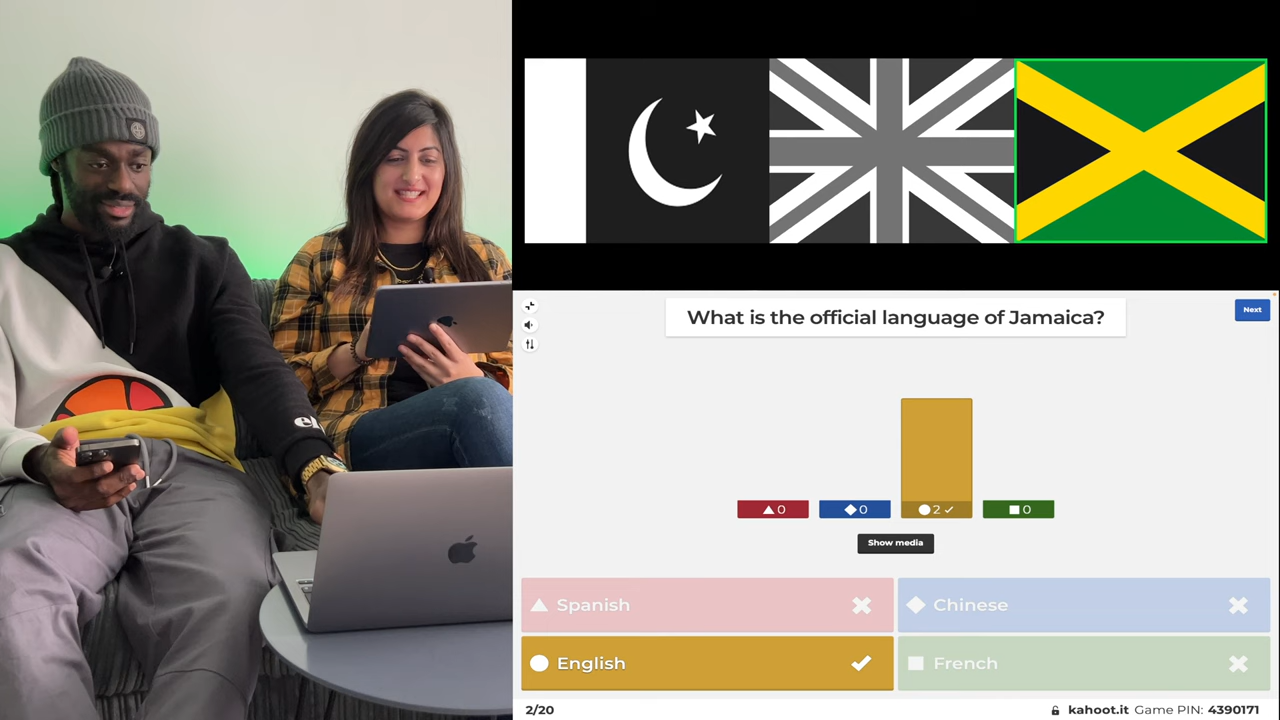 What is the official language of Jamaica?
Next
0
0
2
0
Show media
Spanish
Chinese
English
French
2/20
kahoot.it Game PIN: 4390171